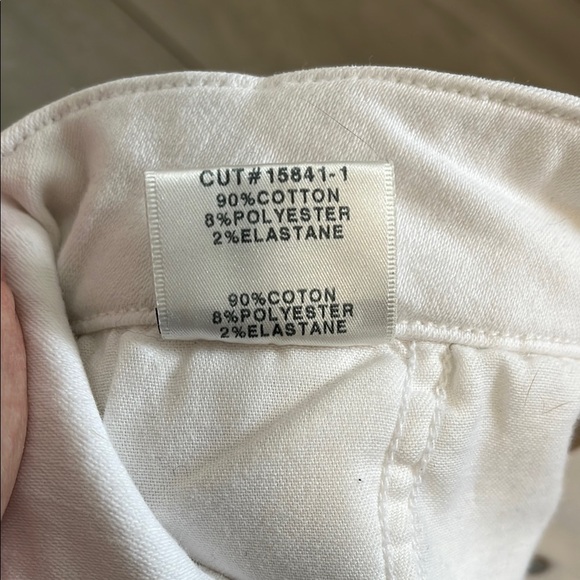 CUT#15841-1
90%COTTON
8%POLYESTER
2%ELASTANE
90%COTON
8%POLYESTER
2%ELASTANE